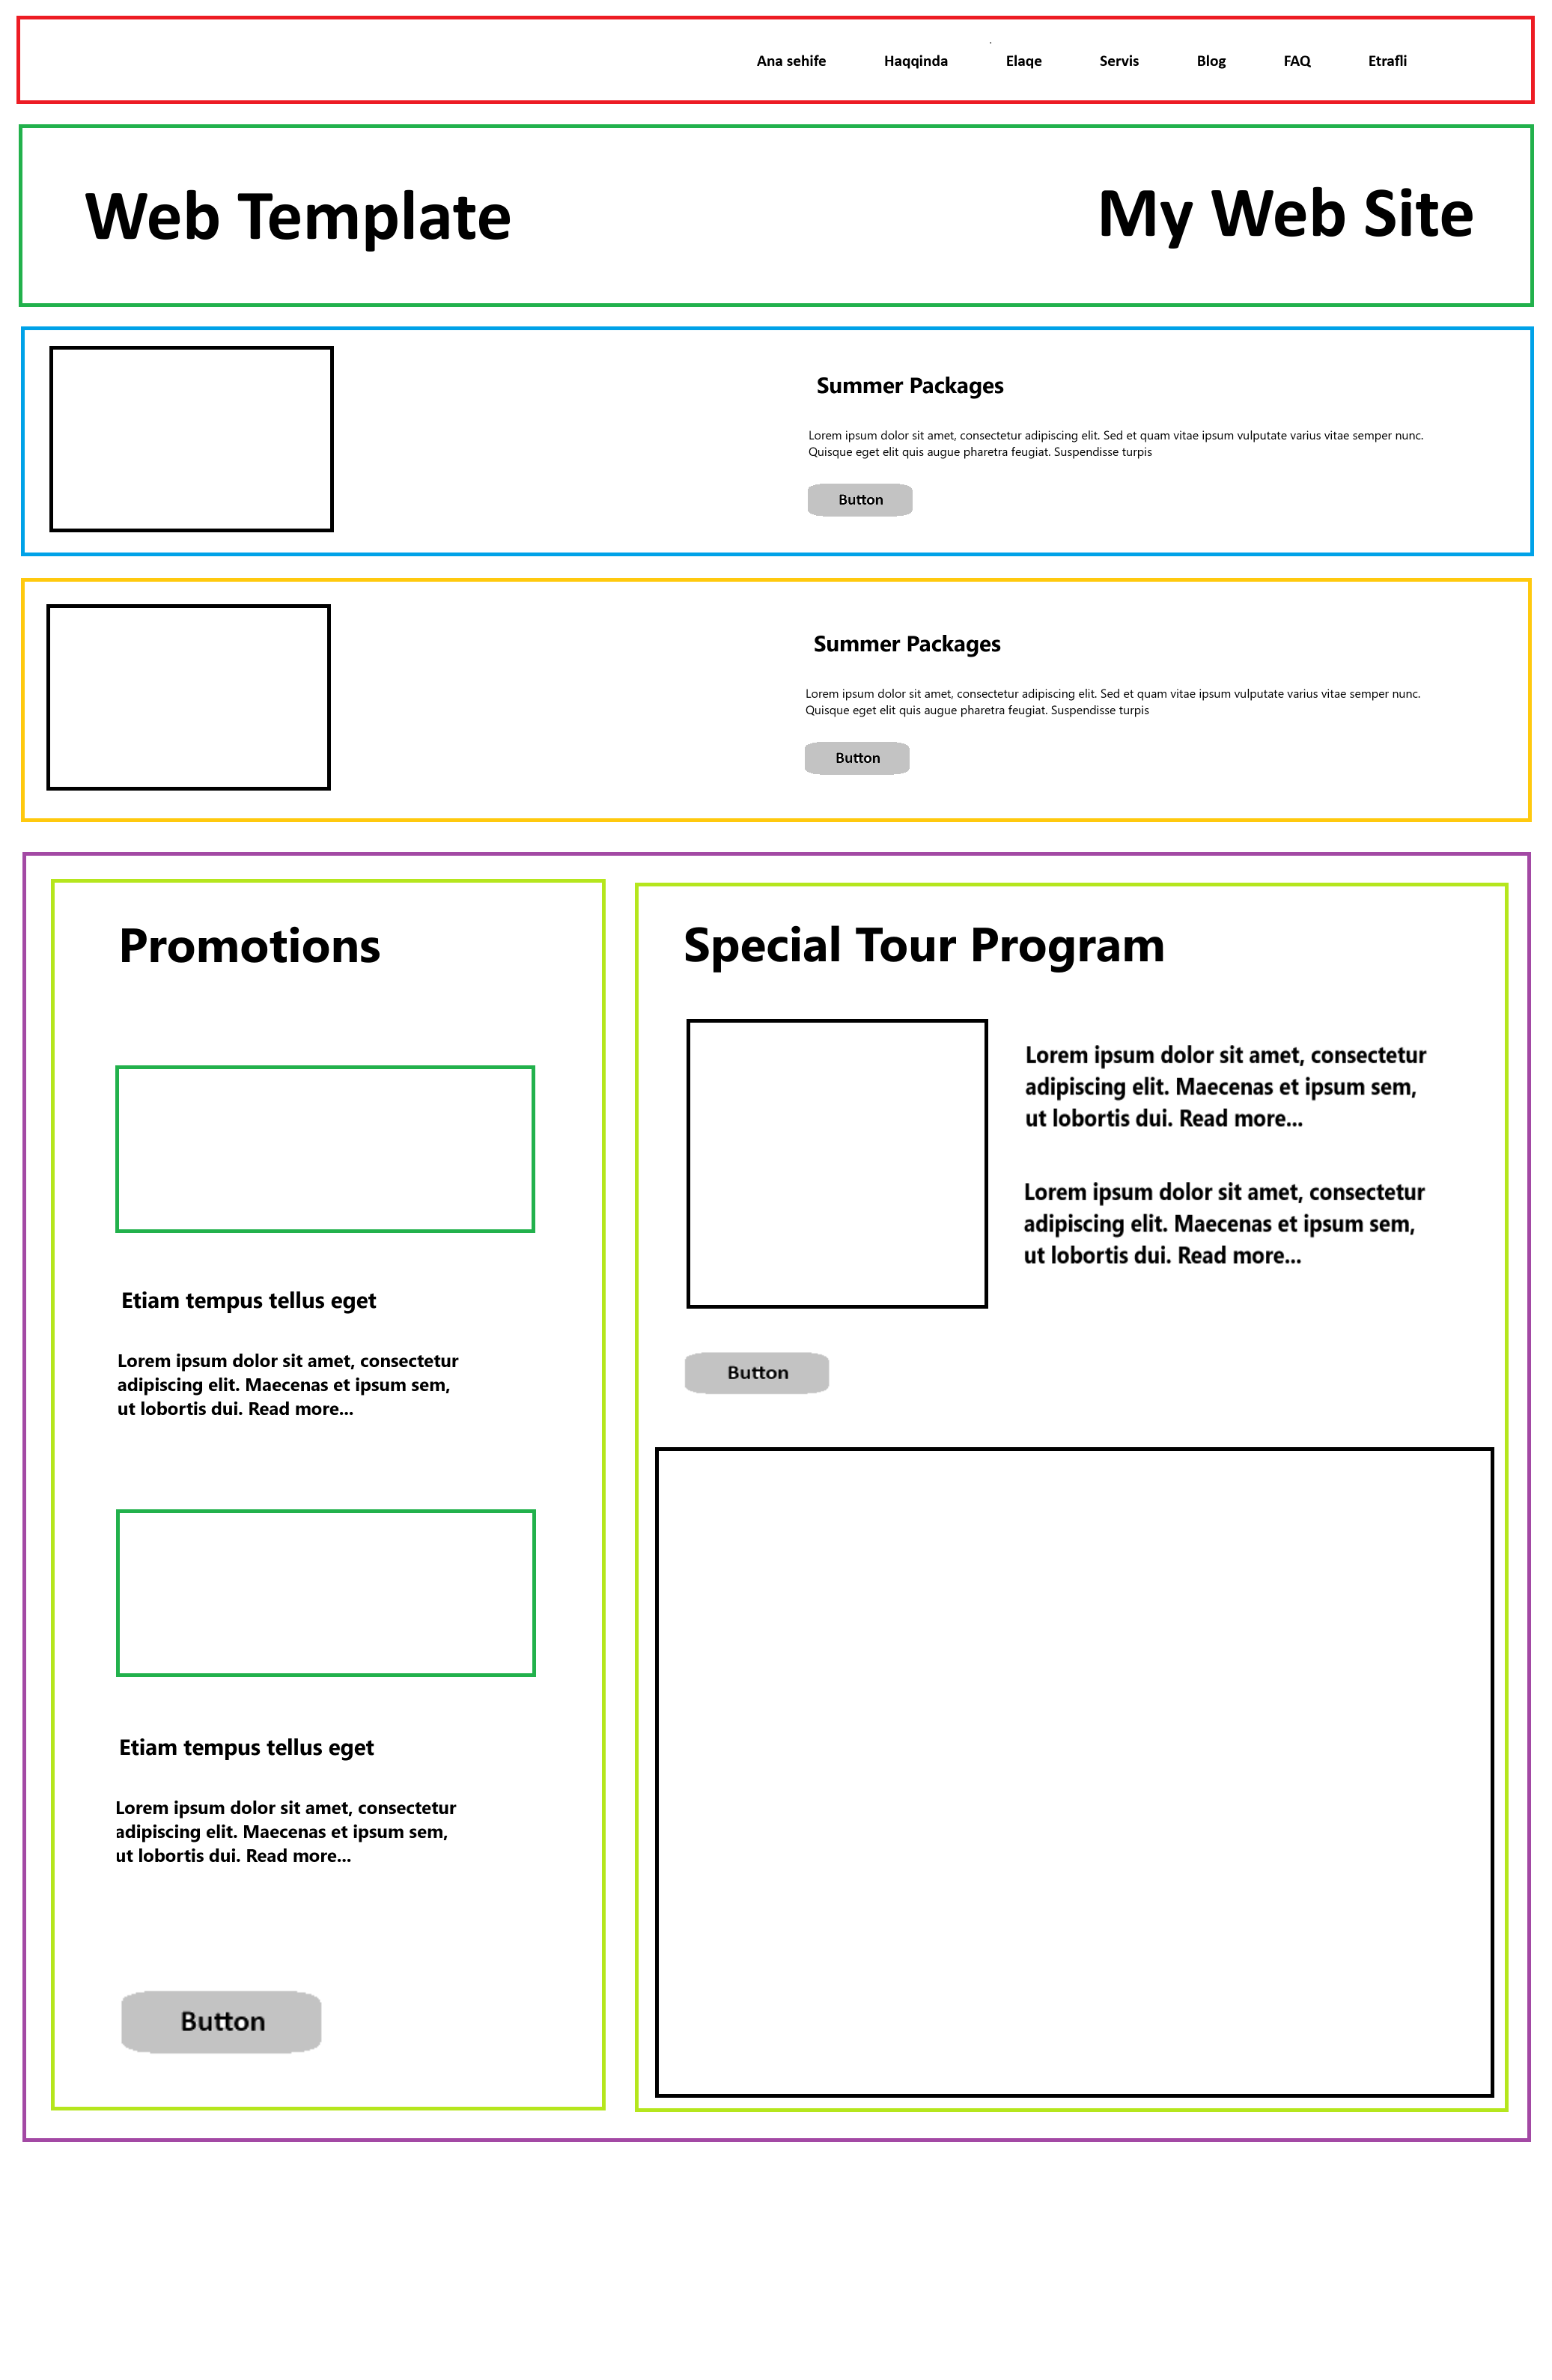 Ana sehife Haqqinda Elaqe Servis Blog FAQ Etrafli
Web Template
My Web Site
Summer Packages
Lorem ipsum dolor sit amet, consectetur adipiscing elit. Sed et quam vitae ipsum vulputate varius vitae semper nunc.
Quisque eget elit quis augue pharetra feugiat. Suspendisse turpis
Button
Summer Packages
Lorem ipsum dolor sit amet, consectetur adipiscing elit. Sed et quam vitae ipsum vulputate varius vitae semper nunc.
Quisque eget elit quis augue pharetra feugiat. Suspendisse turpis
Button
Promotions
Etiam tempus tellus eget
Lorem ipsum dolor sit amet, consectetur
adipiscing elit. Maecenas et ipsum sem,
ut lobortis dui. Read more...
Etiam tempus tellus eget
Lorem ipsum dolor sit amet, consectetur
adipiscing elit. Maecenas et ipsum sem,
ut lobortis dui. Read more...
Button
Special Tour Program
Lorem ipsum dolor sit amet, consectetur
adipiscing elit. Maecenas et ipsum sem,
ut lobortis dui. Read more...
Lorem ipsum dolor sit amet, consectetur
adipiscing elit. Maecenas et ipsum sem,
ut lobortis dui. Read more...
Button